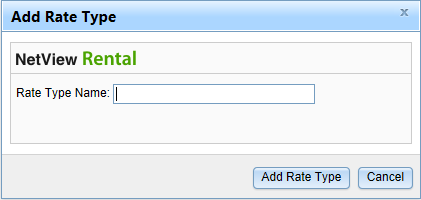 Add Rate Type x
NetView Rental
Rate Type Name:
Add Rate Type Cancel